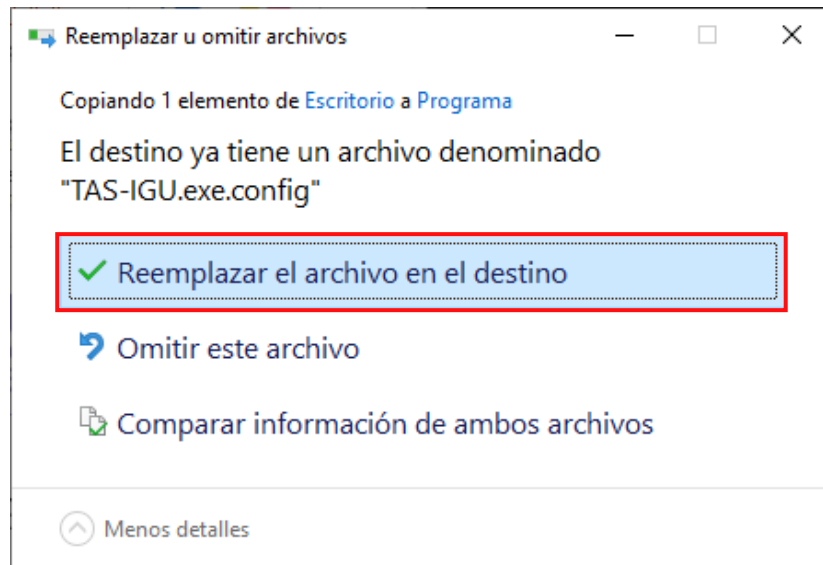 Reemplazar u omitir archivos
Copiando 1 elemento de Escritorio a Programa
El destino ya tiene un archivo denominado
"TAS-IGU.exe.config"
Reemplazar el archivo en el destino
Omitir este archivo
Comparar información de ambos archivos
Menos detalles